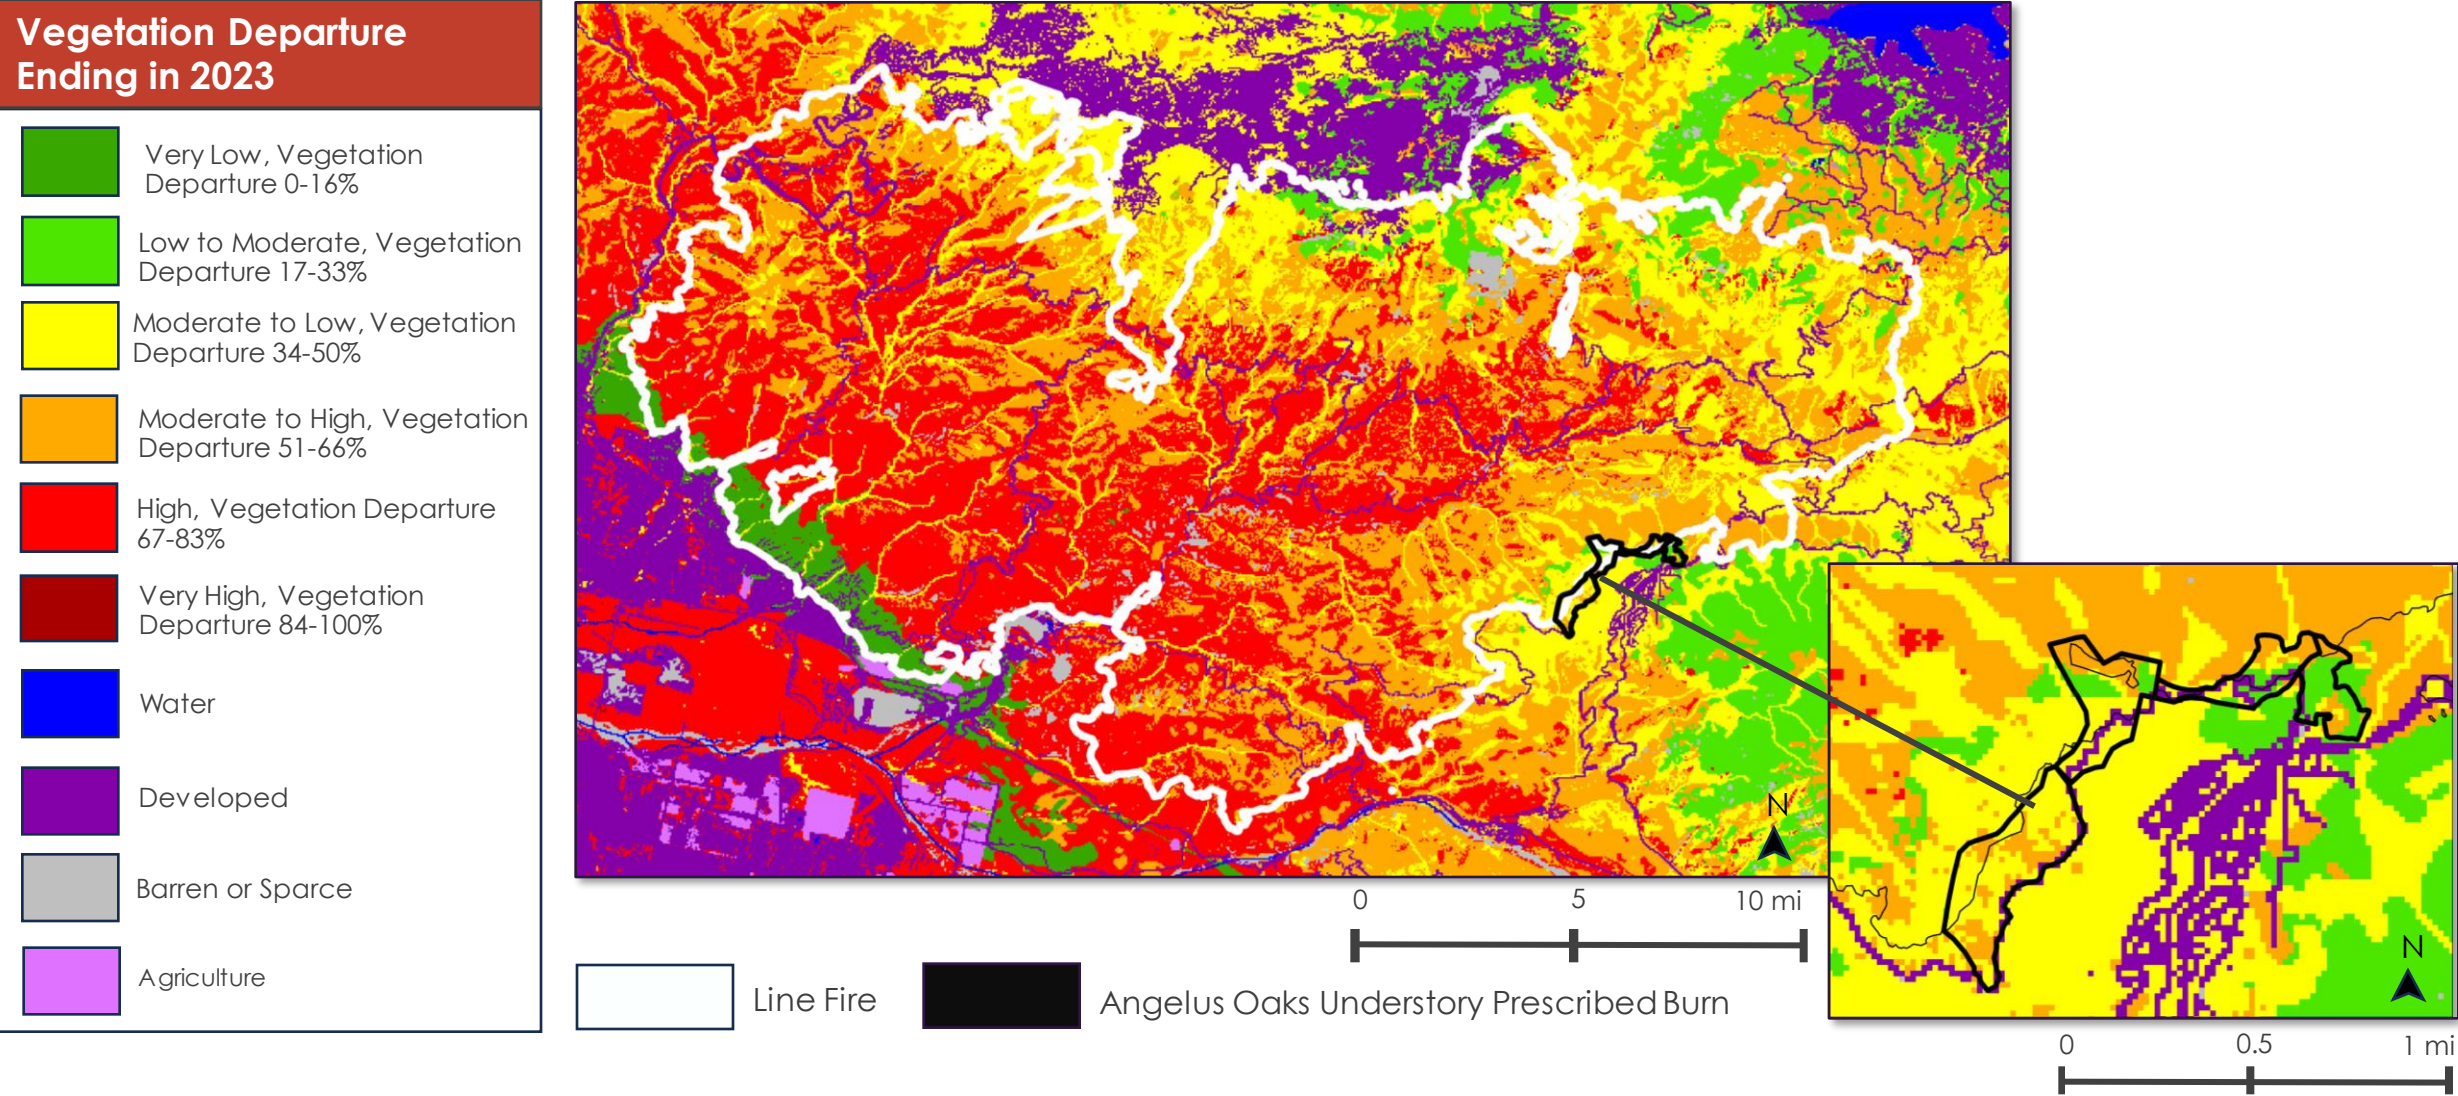 Vegetation Departure
Ending in 2023
Very Low, Vegetation
Departure 0-16%
Low to Moderate, Vegetation
Departure 17-33%
Moderate to Low, Vegetation
Departure 34-50%
Moderate to High, Vegetation
Departure 51-66%
High, Vegetation Departure
67-83%
Very High, Vegetation
Departure 84-100%
Water
Developed
Barren or Sparce
Agriculture
N
0 5 10 mi
Line Fire
Angelus Oaks Understory Prescribed Burn
N
0 0.5 1 mi